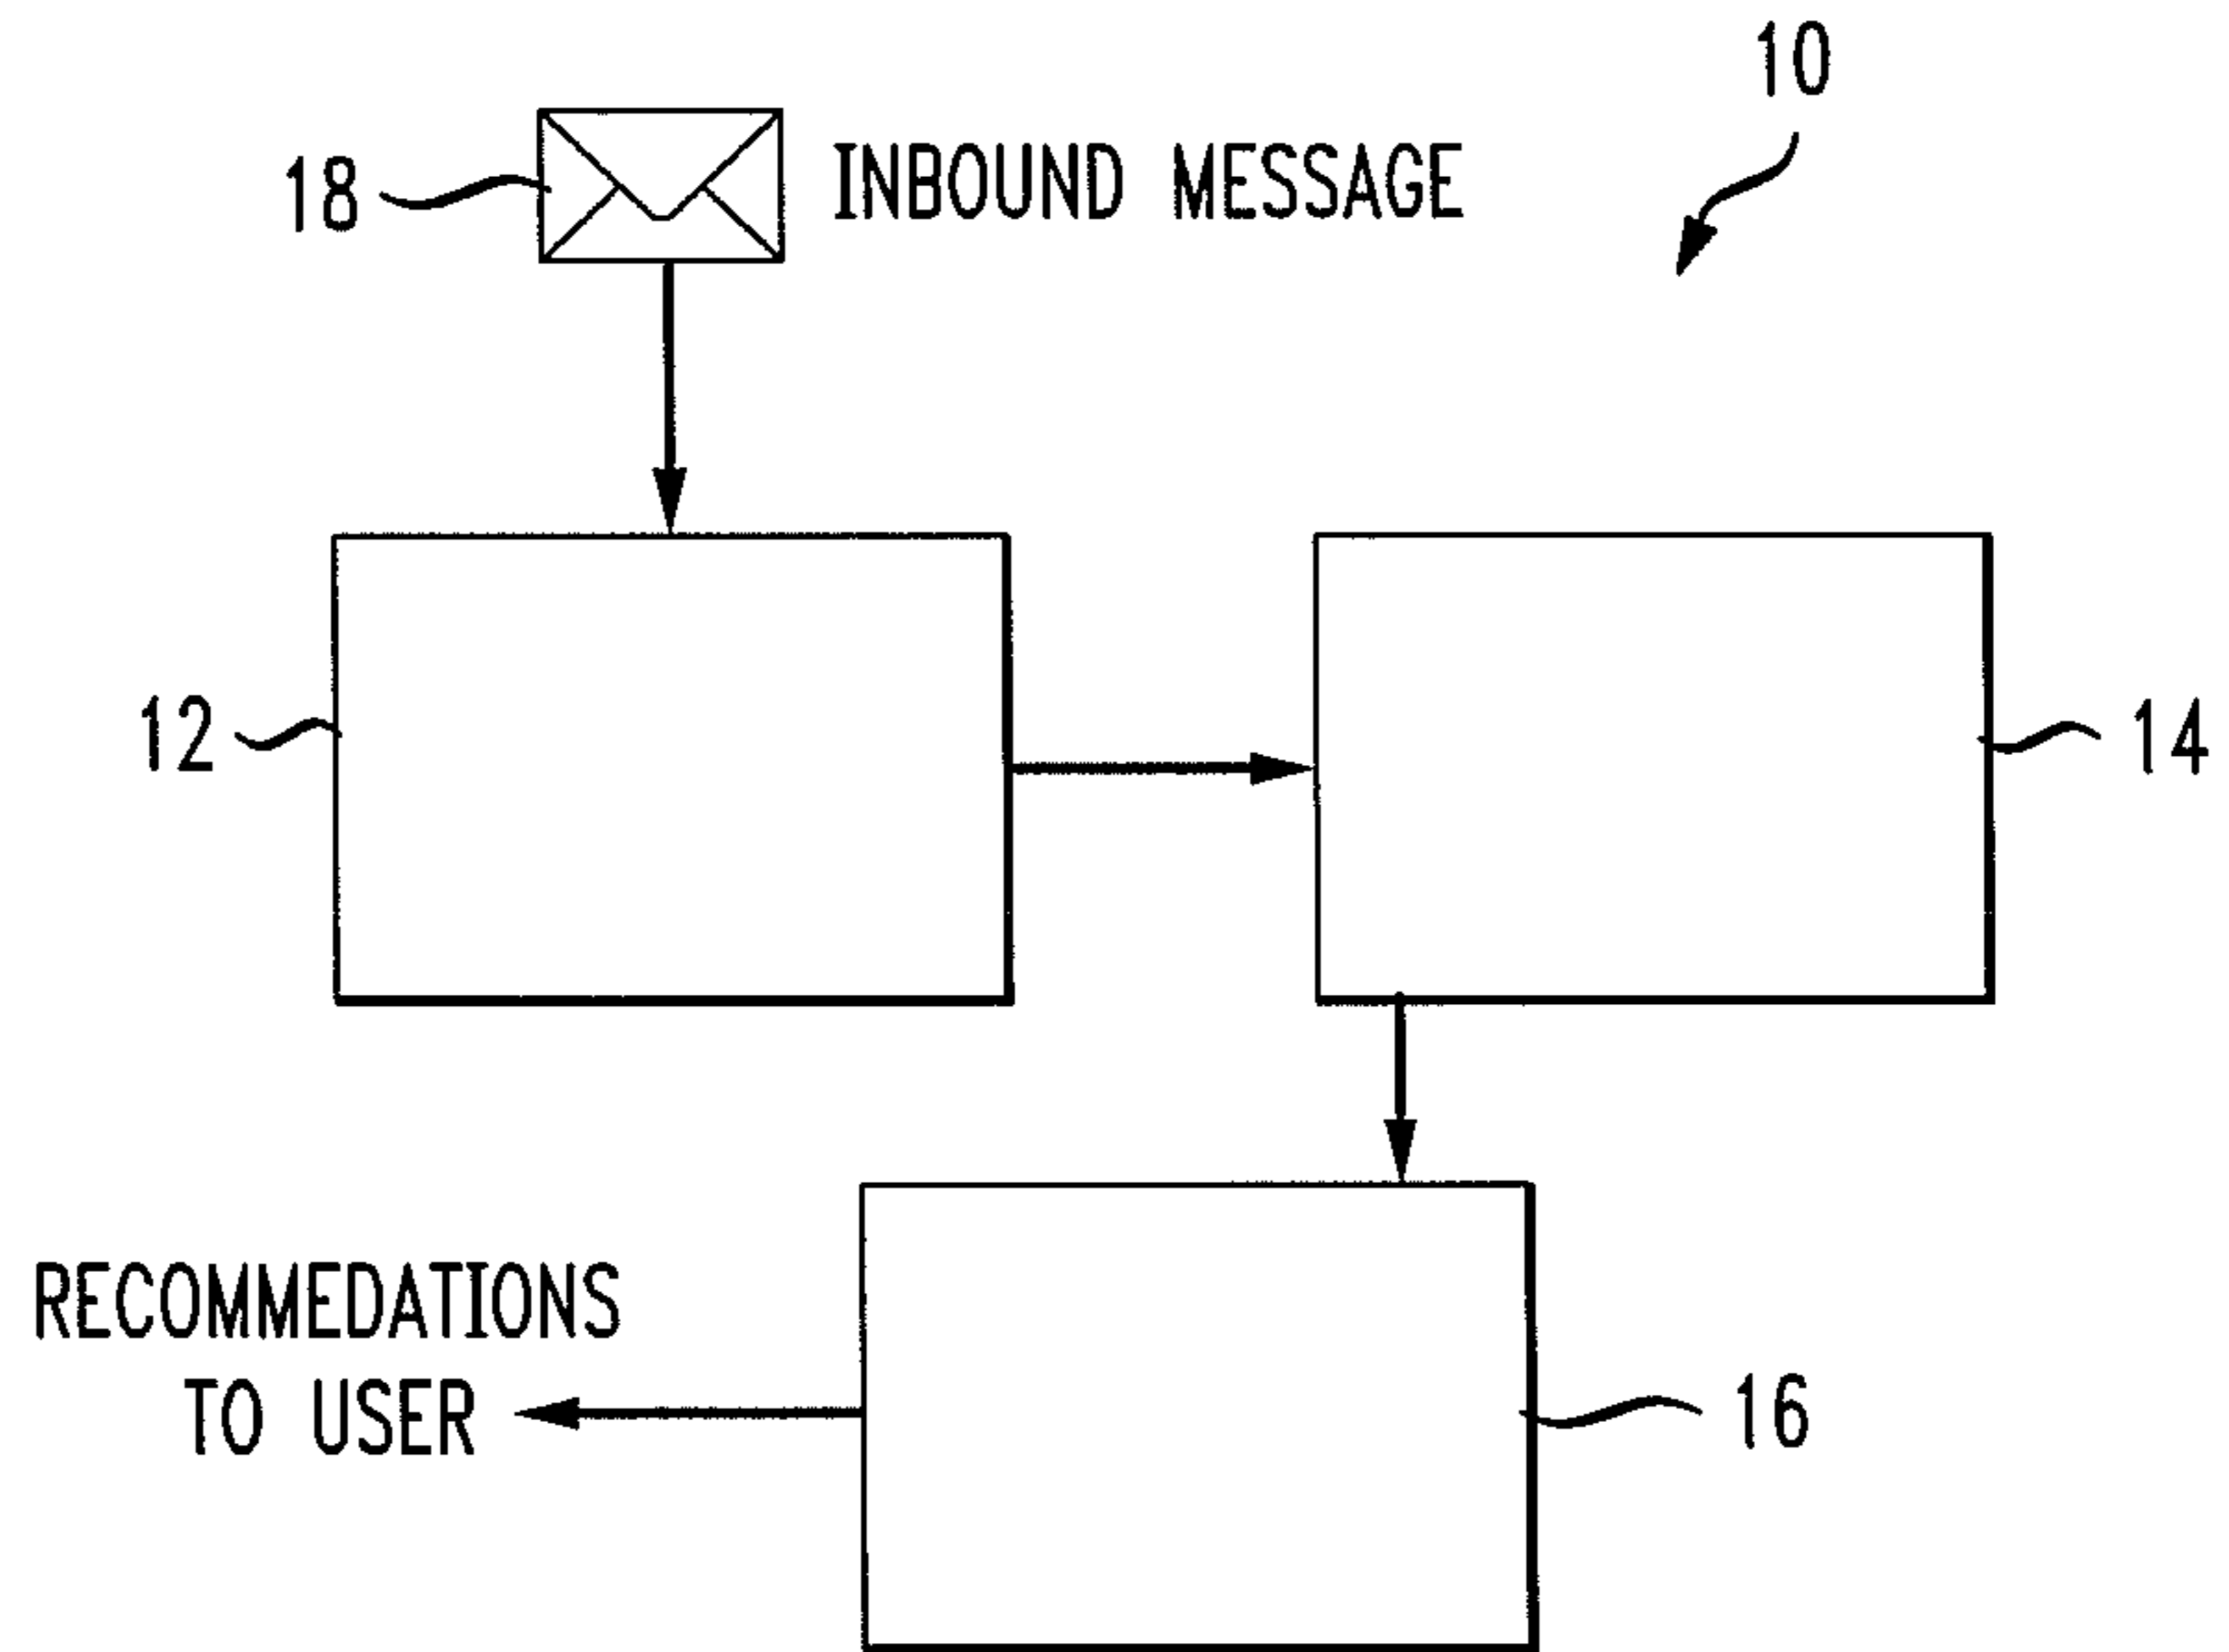 10
18
INBOUND MESSAGE
12
14
RECOMMEDATIONS
TO USER
16